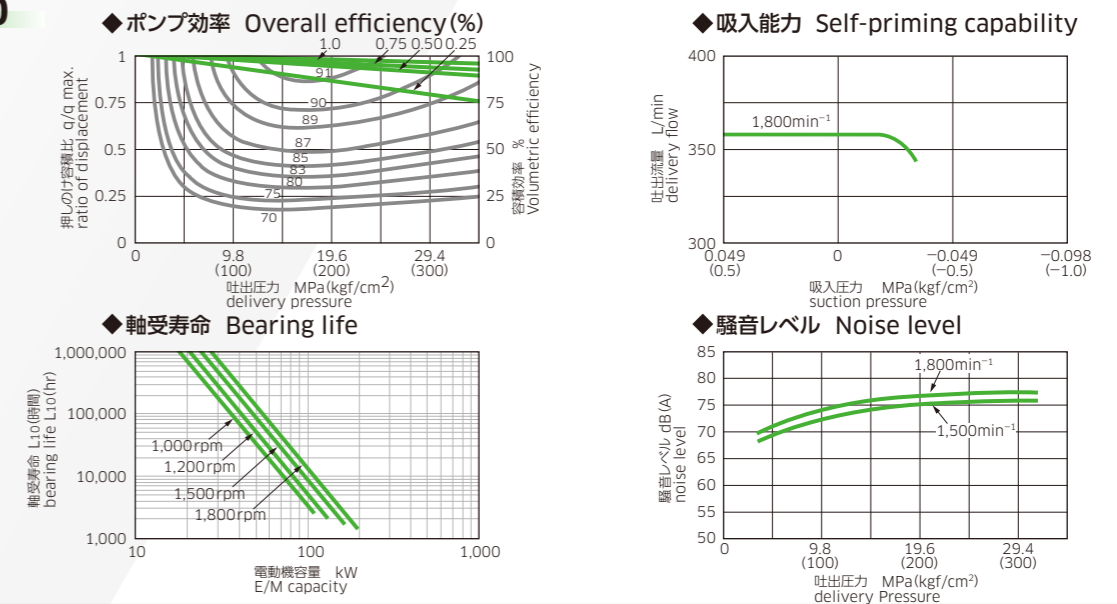 0
◆ポンプ効率 Overall efficiency(%)
1.0 0.75 0.50 0.25
押しのけ容積比 q/q max.
ratio of displacement
1
0.75
0.5
0.25
0
91
90
89
87
85
83
80
75
70
100
75
50
25
0
容積効率 %
Volumetric efficiency
0 9.8 19.6 29.4
(100) (200) (300)
吐出圧力 MPa(kgf/cm²)
delivery pressure
◆吸入能力 Self-priming capability
吐出流量 L/min
delivery flow
400
350
300
1,800min⁻¹
0.049 0 −0.049 −0.098
(0.5) (−0.5) (−1.0)
吸入圧力 MPa(kgf/cm²)
suction pressure
◆軸受寿命 Bearing life
軸受寿命 L10(時間)
bearing life L10(hr)
1,000,000
100,000
10,000
1,000
1,000rpm
1,200rpm
1,500rpm
1,800rpm
10 100 1,000
電動機容量 kW
E/M capacity
◆騒音レベル Noise level
騒音レベル dB(A)
noise level
85
80
75
70
65
60
55
50
1,800min⁻¹
1,500min⁻¹
0 9.8 19.6 29.4
(100) (200) (300)
吐出圧力 MPa(kgf/cm²)
delivery Pressure